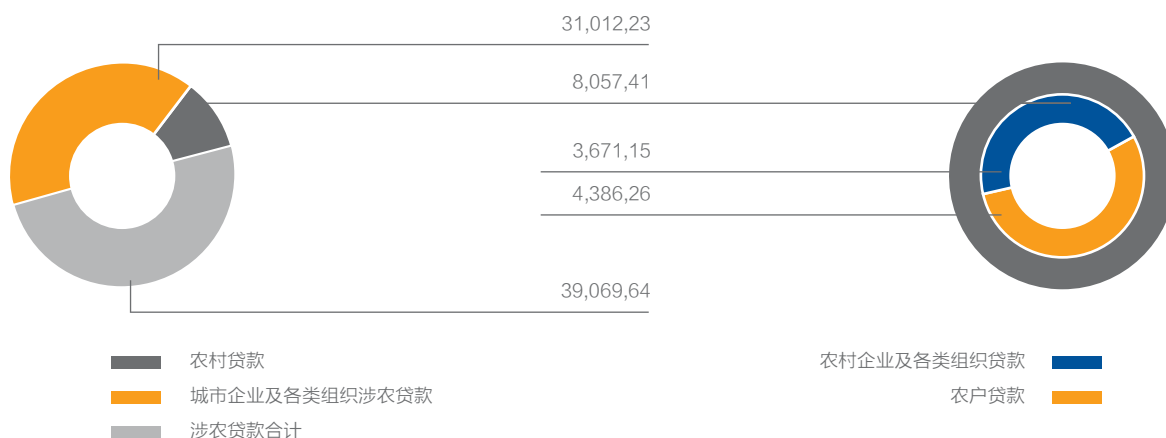 31,012,23
8,057,41
3,671,15
4,386,26
39,069,64
农村贷款
城市企业及各类组织涉农贷款
涉农贷款合计
农村企业及各类组织贷款
农户贷款